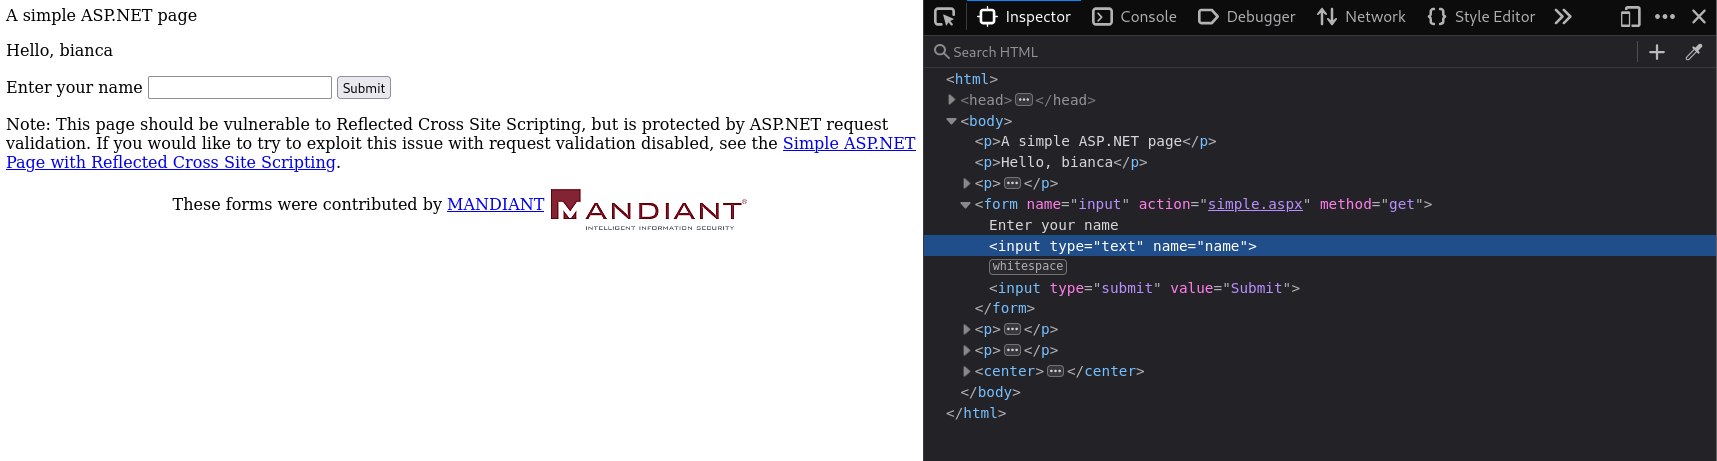 A simple ASP.NET page
Hello, bianca
Enter your name Submit
Note: This page should be vulnerable to Reflected Cross Site Scripting, but is protected by ASP.NET request
validation. If you would like to try to exploit this issue with request validation disabled, see the Simple ASP.NET
Page with Reflected Cross Site Scripting.
These forms were contributed by MANDIANT MANDIANT®
INTELLIGENT INFORMATION SECURITY
Inspector Console Debugger Network Style Editor
Search HTML
<html>
<head> </head>
<body>
<p>A simple ASP.NET page</p>
<p>Hello, bianca</p>
<p> </p>
<form name="input" action="simple.aspx" method="get">
Enter your name
<input type="text" name="name">
whitespace
<input type="submit" value="Submit">
</form>
<p> </p>
<p> </p>
<center> </center>
</body>
</html>